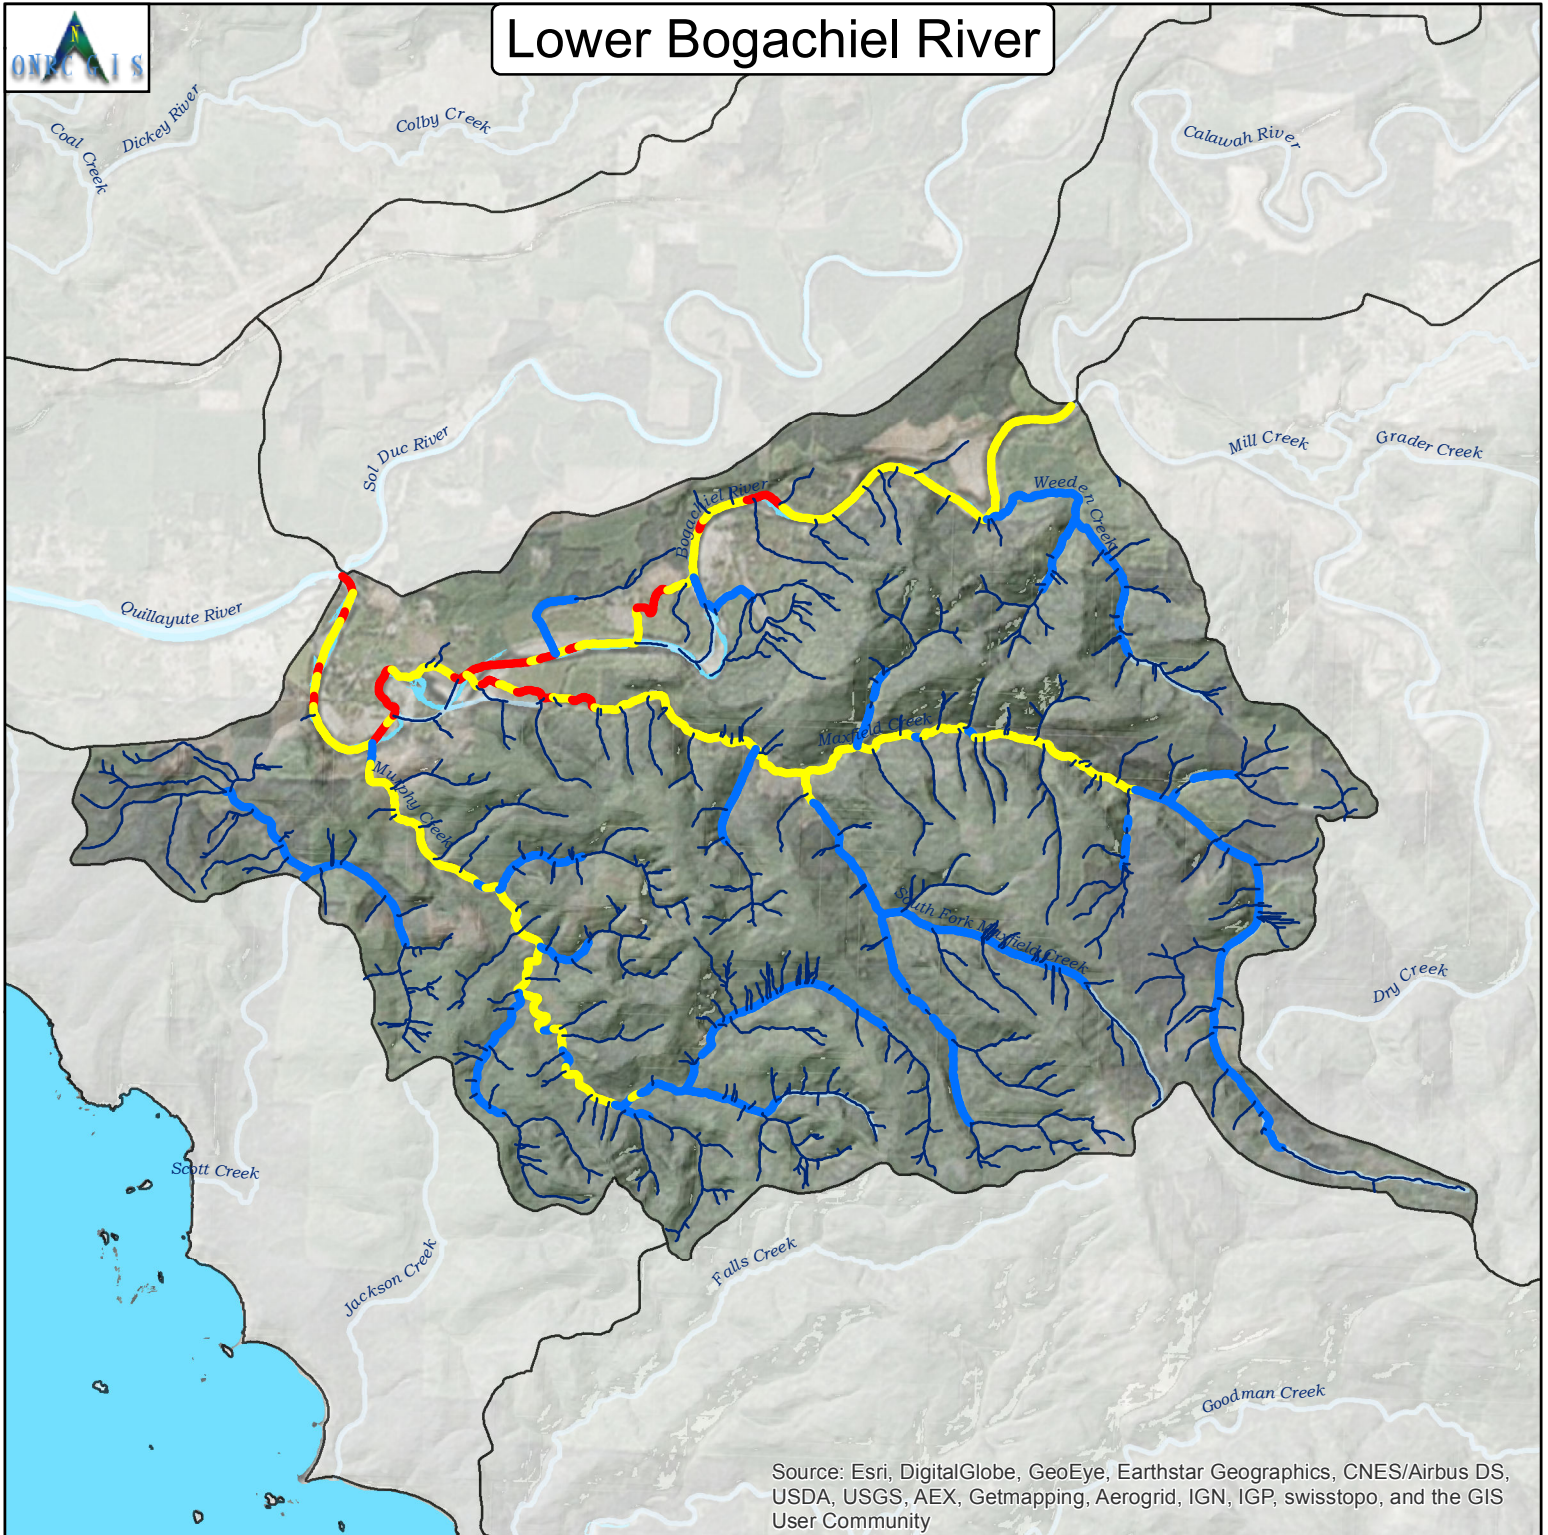 Lower Bogachiel River
N
ONRC GIS
Coal Creek
Dickey River
Colby Creek
Calawah River
Sol Duc River
Mill Creek
Grader Creek
Weeden Creek
Bogachiel River
Quillayute River
Maxfield Creek
Murphy Creek
South Fork Maxfield Creek
Dry Creek
Scott Creek
Jackson Creek
Falls Creek
Goodman Creek
Source: Esri, DigitalGlobe, GeoEye, Earthstar Geographics, CNES/Airbus DS,
USDA, USGS, AEX, Getmapping, Aerogrid, IGN, IGP, swisstopo, and the GIS
User Community